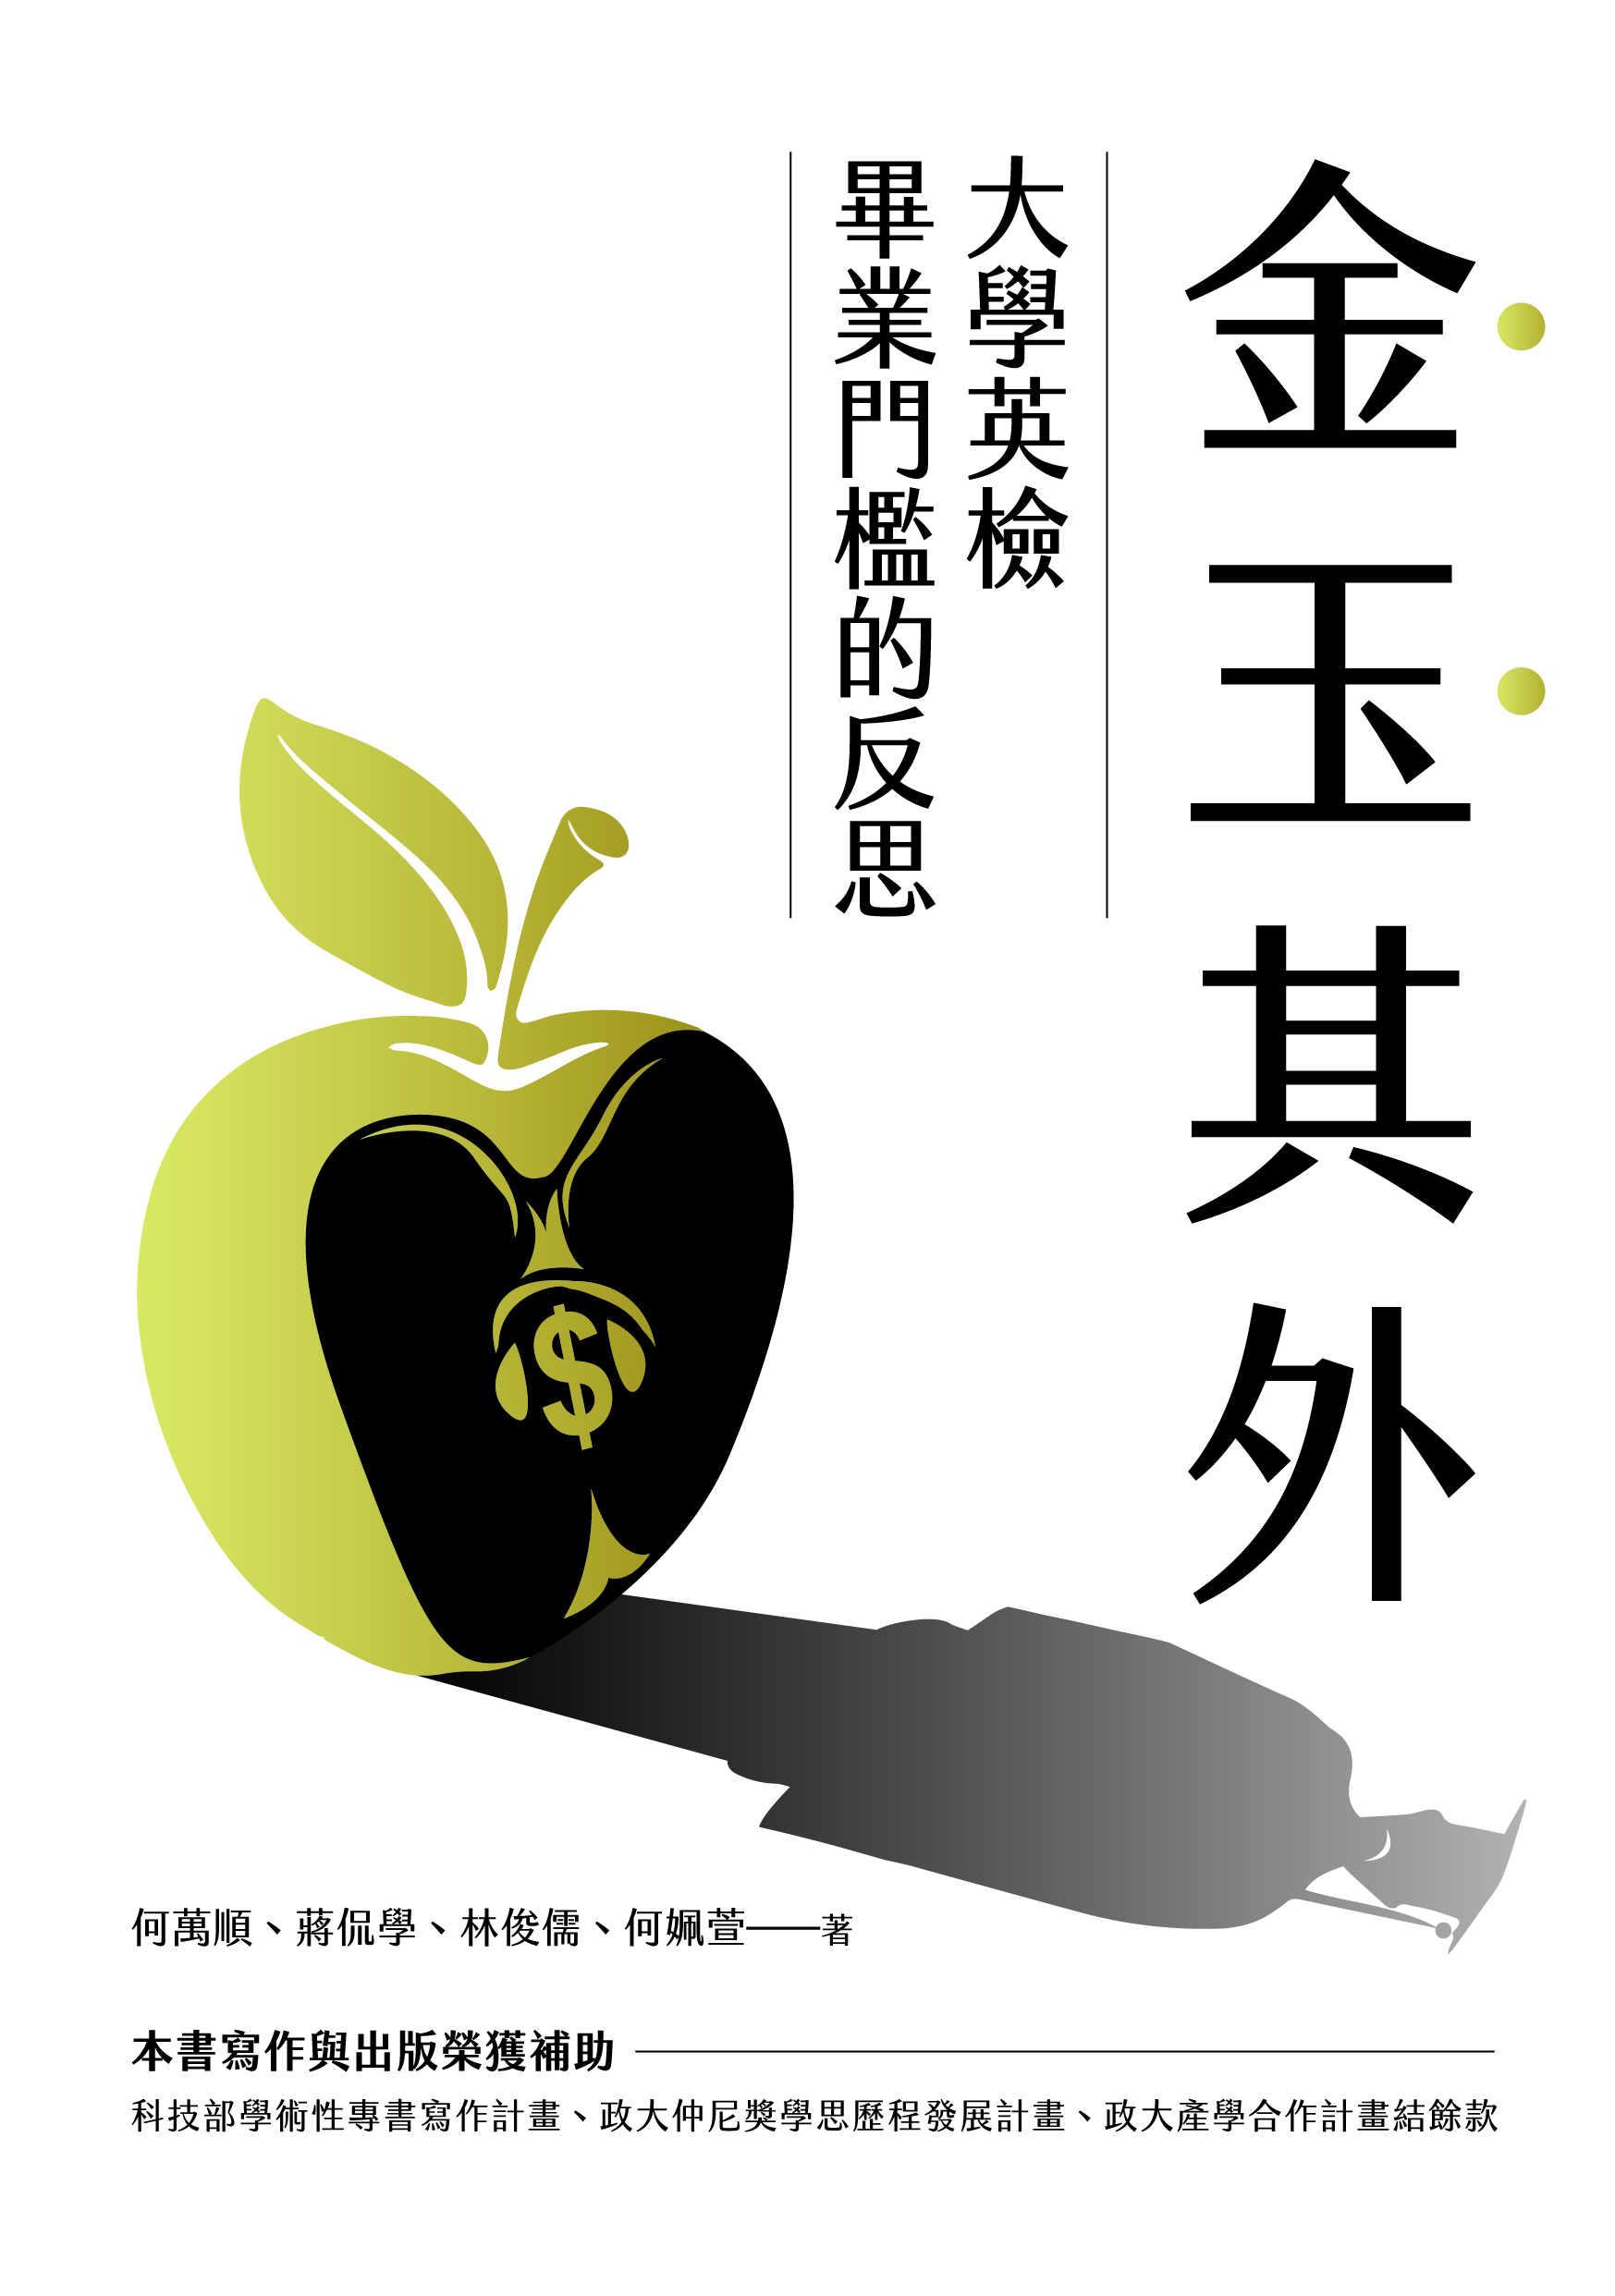 金玉其外
大學英檢
畢業門檻的反思
$
何萬順、蔣侃學、林俊儒、何姵萱——著
本書寫作與出版榮獲補助
科技部學術性專書寫作計畫、政大仲尼獎學思歷程發展計畫、政大產學合作計畫結餘款